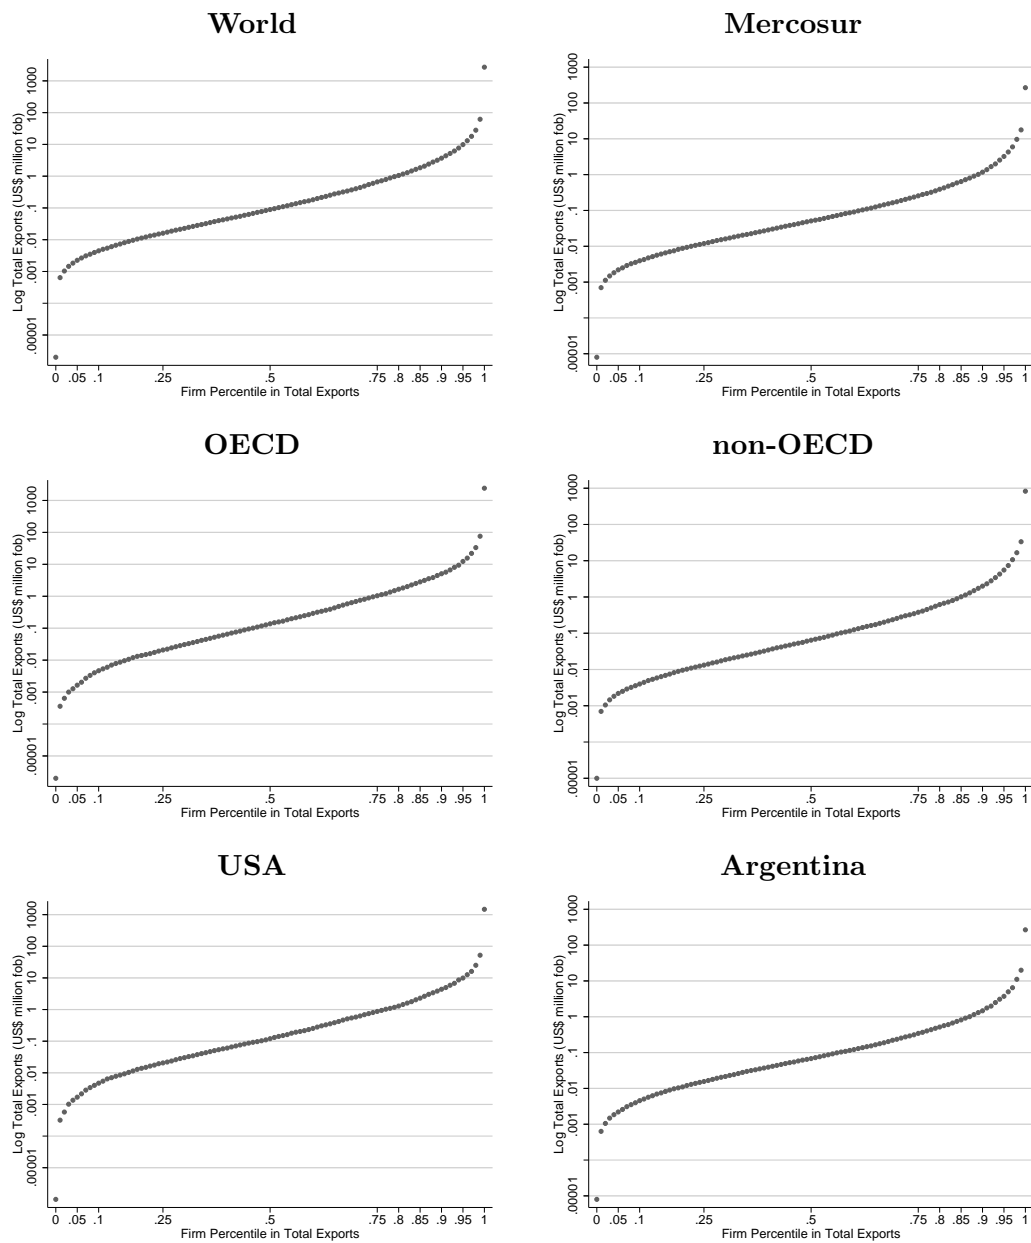 World
Log Total Exports (US$ million fob)
1000
100
10
1
.1
.01
.001
.00001
0 .05 .1 .25 .5 .75 .8 .85 .9 .95 1
Firm Percentile in Total Exports
Mercosur
Log Total Exports (US$ million fob)
1000
100
10
1
.1
.01
.001
.00001
0 .05 .1 .25 .5 .75 .8 .85 .9 .95 1
Firm Percentile in Total Exports
OECD
Log Total Exports (US$ million fob)
1000
100
10
1
.1
.01
.001
.00001
0 .05 .1 .25 .5 .75 .8 .85 .9 .95 1
Firm Percentile in Total Exports
non-OECD
Log Total Exports (US$ million fob)
1000
100
10
1
.1
.01
.001
.00001
0 .05 .1 .25 .5 .75 .8 .85 .9 .95 1
Firm Percentile in Total Exports
USA
Log Total Exports (US$ million fob)
1000
100
10
1
.1
.01
.001
.00001
0 .05 .1 .25 .5 .75 .8 .85 .9 .95 1
Firm Percentile in Total Exports
Argentina
Log Total Exports (US$ million fob)
1000
100
10
1
.1
.01
.001
.00001
0 .05 .1 .25 .5 .75 .8 .85 .9 .95 1
Firm Percentile in Total Exports